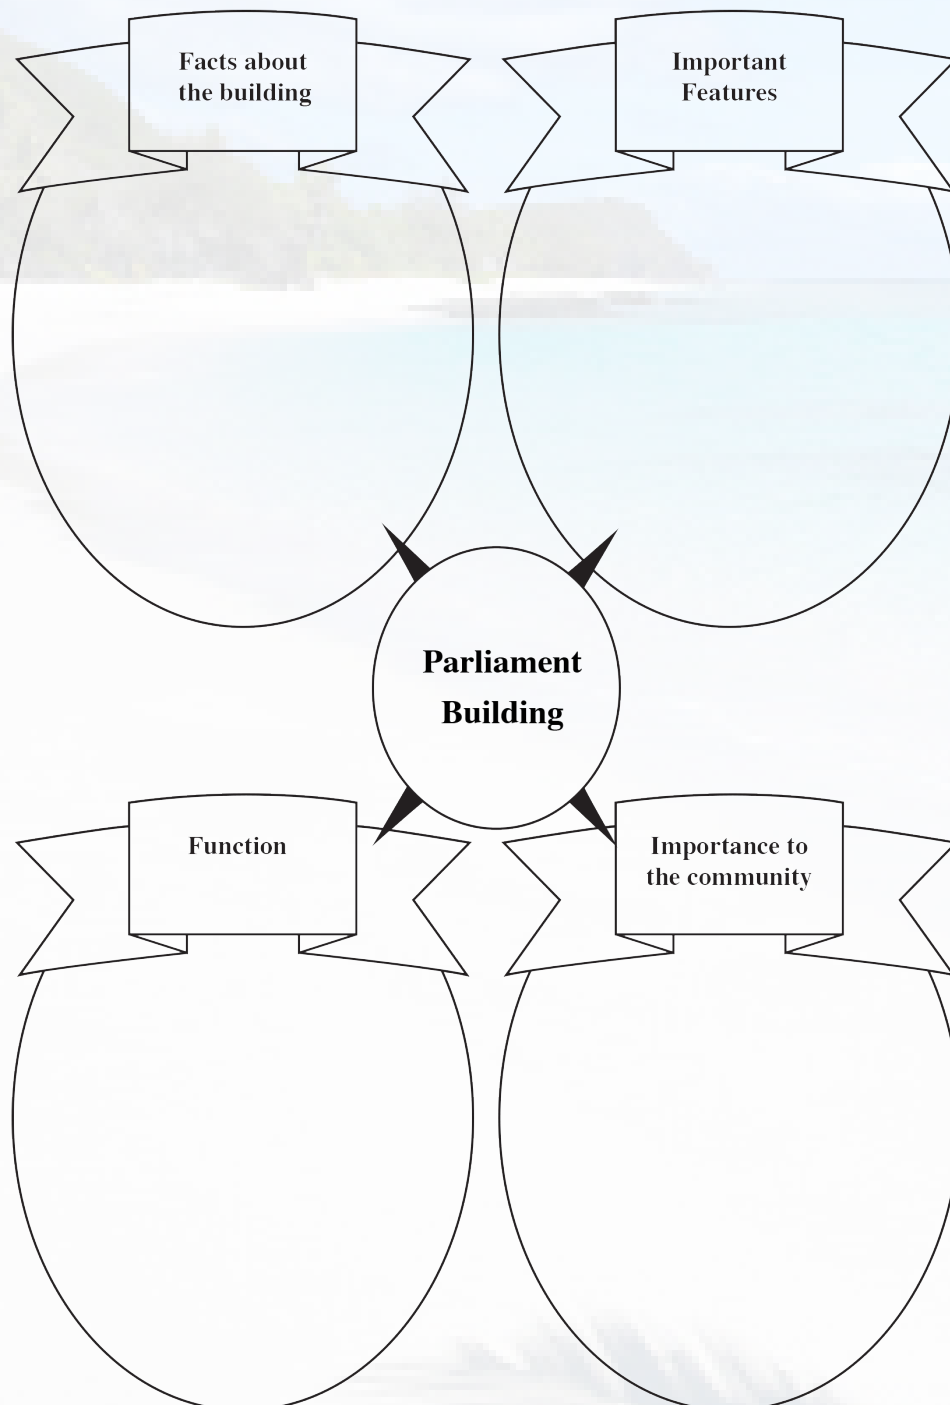 Facts about
the building
Important
Features
Parliament
Building
Function
Importance to
the community